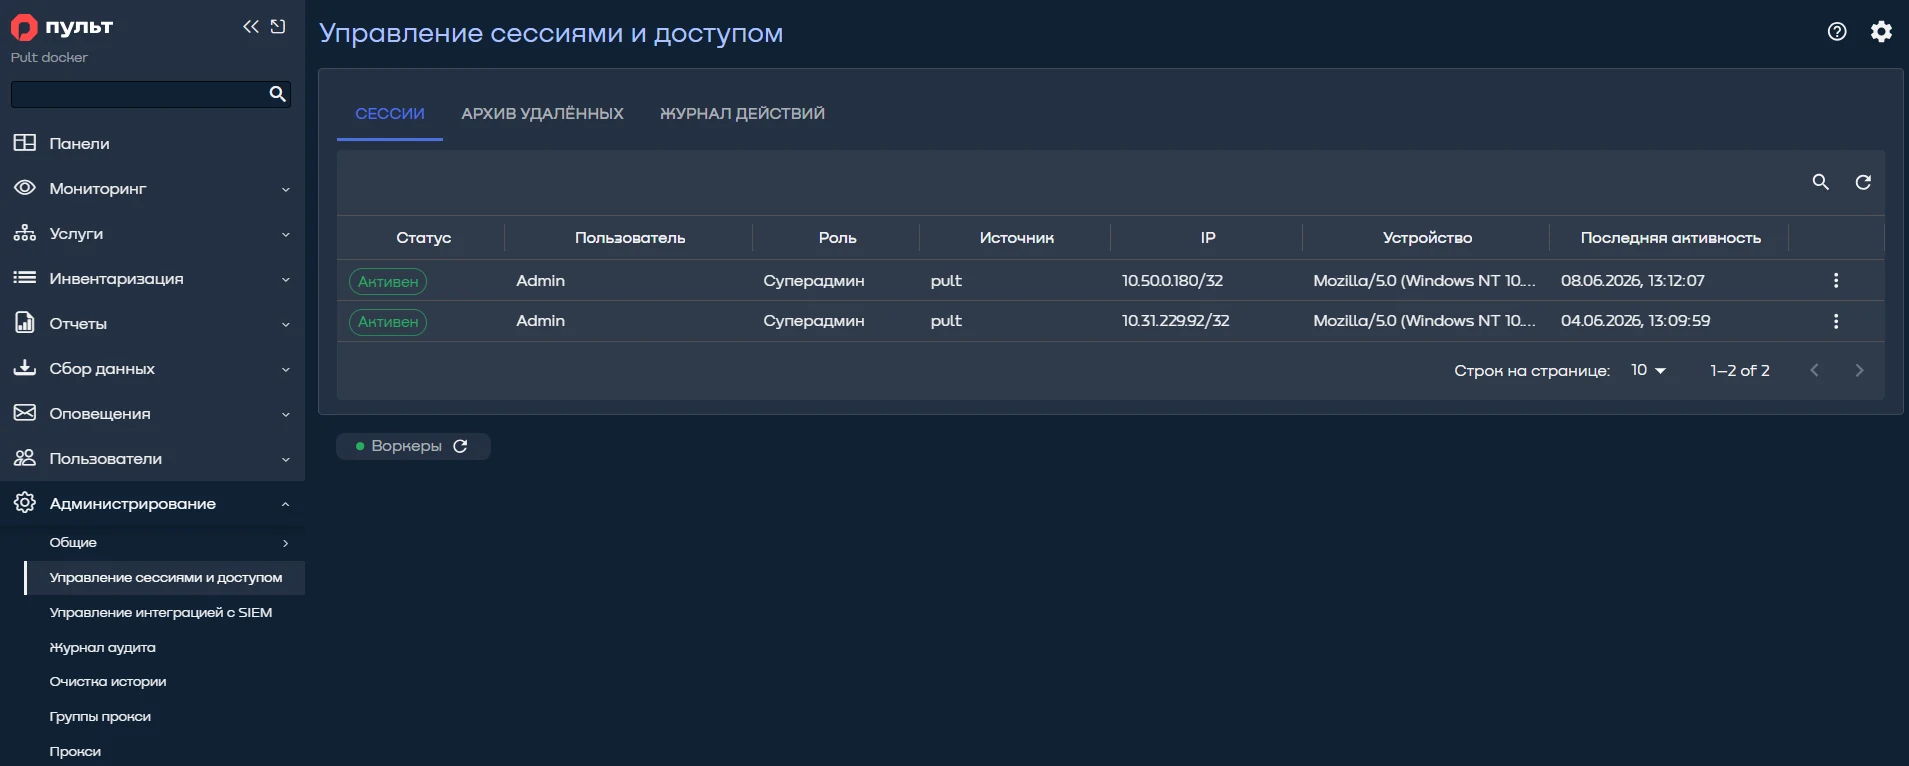 пульт
Pult docker
Панели
Мониторинг
Услуги
Инвентаризация
Отчеты
Сбор данных
Оповещения
Пользователи
Администрирование
Общие
Управление сессиями и доступом
Управление интеграцией с SIEM
Журнал аудита
Очистка истории
Группы прокси
Прокси
Управление сессиями и доступом
СЕССИИ АРХИВ УДАЛЁННЫХ ЖУРНАЛ ДЕЙСТВИЙ
Статус Пользователь Роль Источник IP Устройство Последняя активность
Активен Admin Суперадмин pult 10.50.0.180/32 Mozilla/5.0 (Windows NT 10.... 08.06.2026, 13:12:07
Активен Admin Суперадмин pult 10.31.229.92/32 Mozilla/5.0 (Windows NT 10.... 04.06.2026, 13:09:59
Строк на странице: 10 1–2 of 2
Воркеры